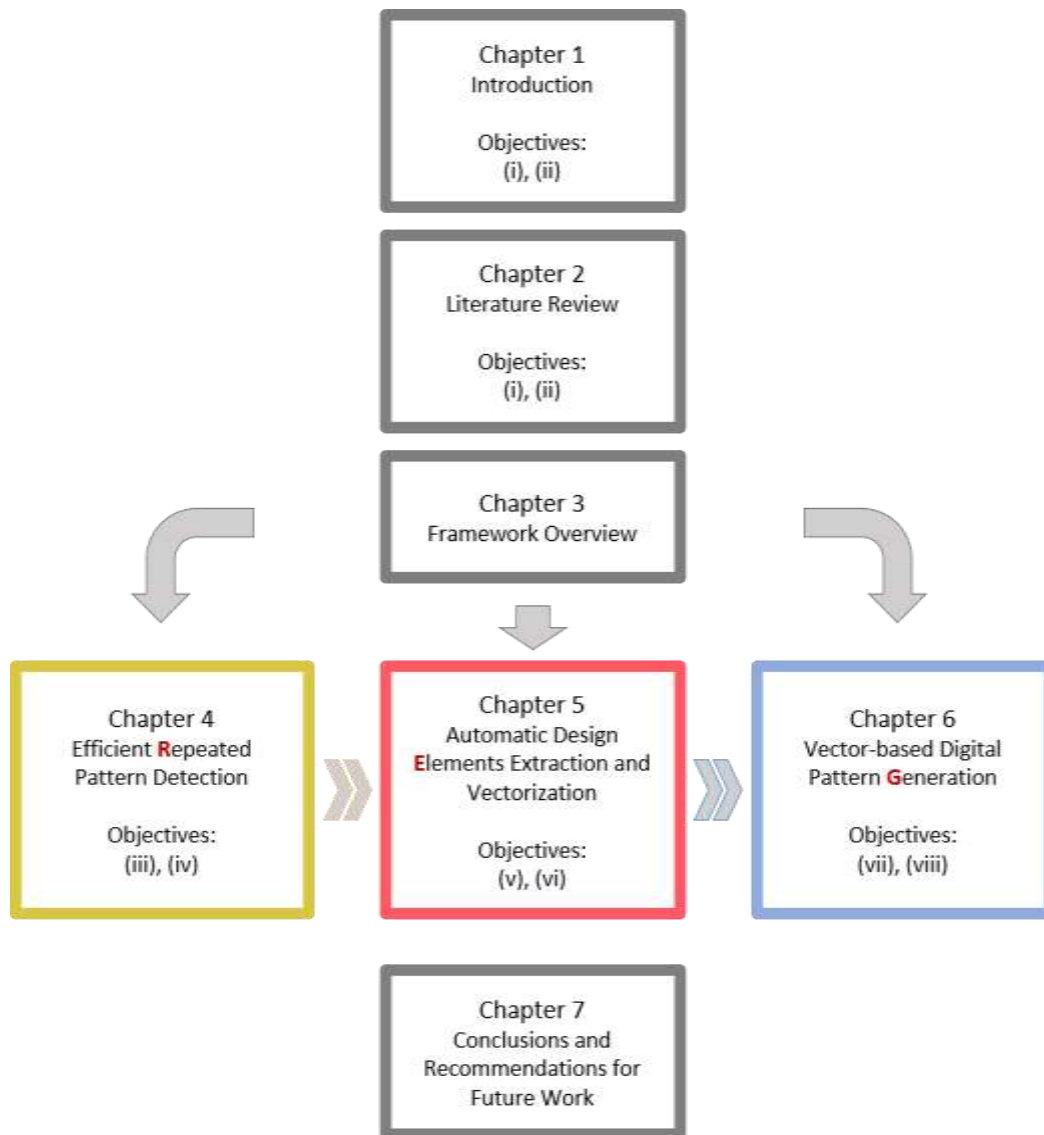 Chapter 1
Introduction
Objectives:
(i), (ii)
Chapter 2
Literature Review
Objectives:
(i), (ii)
Chapter 3
Framework Overview
Chapter 4
Efficient Repeated
Pattern Detection
Objectives:
(iii), (iv)
Chapter 5
Automatic Design
Elements Extraction and
Vectorization
Objectives:
(v), (vi)
Chapter 6
Vector-based Digital
Pattern Generation
Objectives:
(vii), (viii)
Chapter 7
Conclusions and
Recommendations for
Future Work